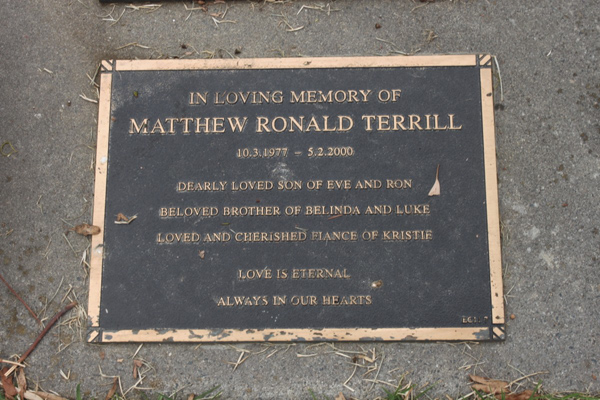 IN LOVING MEMORY OF
MATTHEW RONALD TERRILL
10.3.1977 - 5.2.2000
DEARLY LOVED SON OF EVE AND RON
BELOVED BROTHER OF BELINDA AND LUKE
LOVED AND CHERISHED FIANCE OF KRISTIE
LOVE IS ETERNAL
ALWAYS IN OUR HEARTS